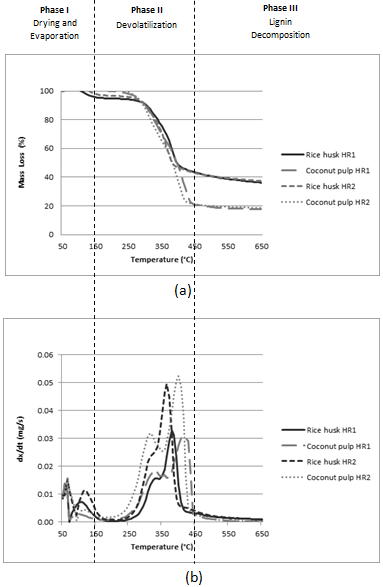 Phase I
Drying and
Evaporation
Phase II
Devolatilization
Phase III
Lignin
Decomposition
Mass Loss (%)
100
80
60
40
20
0
50 150 250 350 450 550 650
Temperature (°C)
Rice husk HR1
Coconut pulp HR1
Rice husk HR2
Coconut pulp HR2
(a)
dx/dt (mg/s)
0.06
0.05
0.04
0.03
0.02
0.01
0.00
50 150 250 350 450 550 650
Temperature (°C)
Rice husk HR1
Coconut pulp HR1
Rice husk HR2
Coconut pulp HR2
(b)